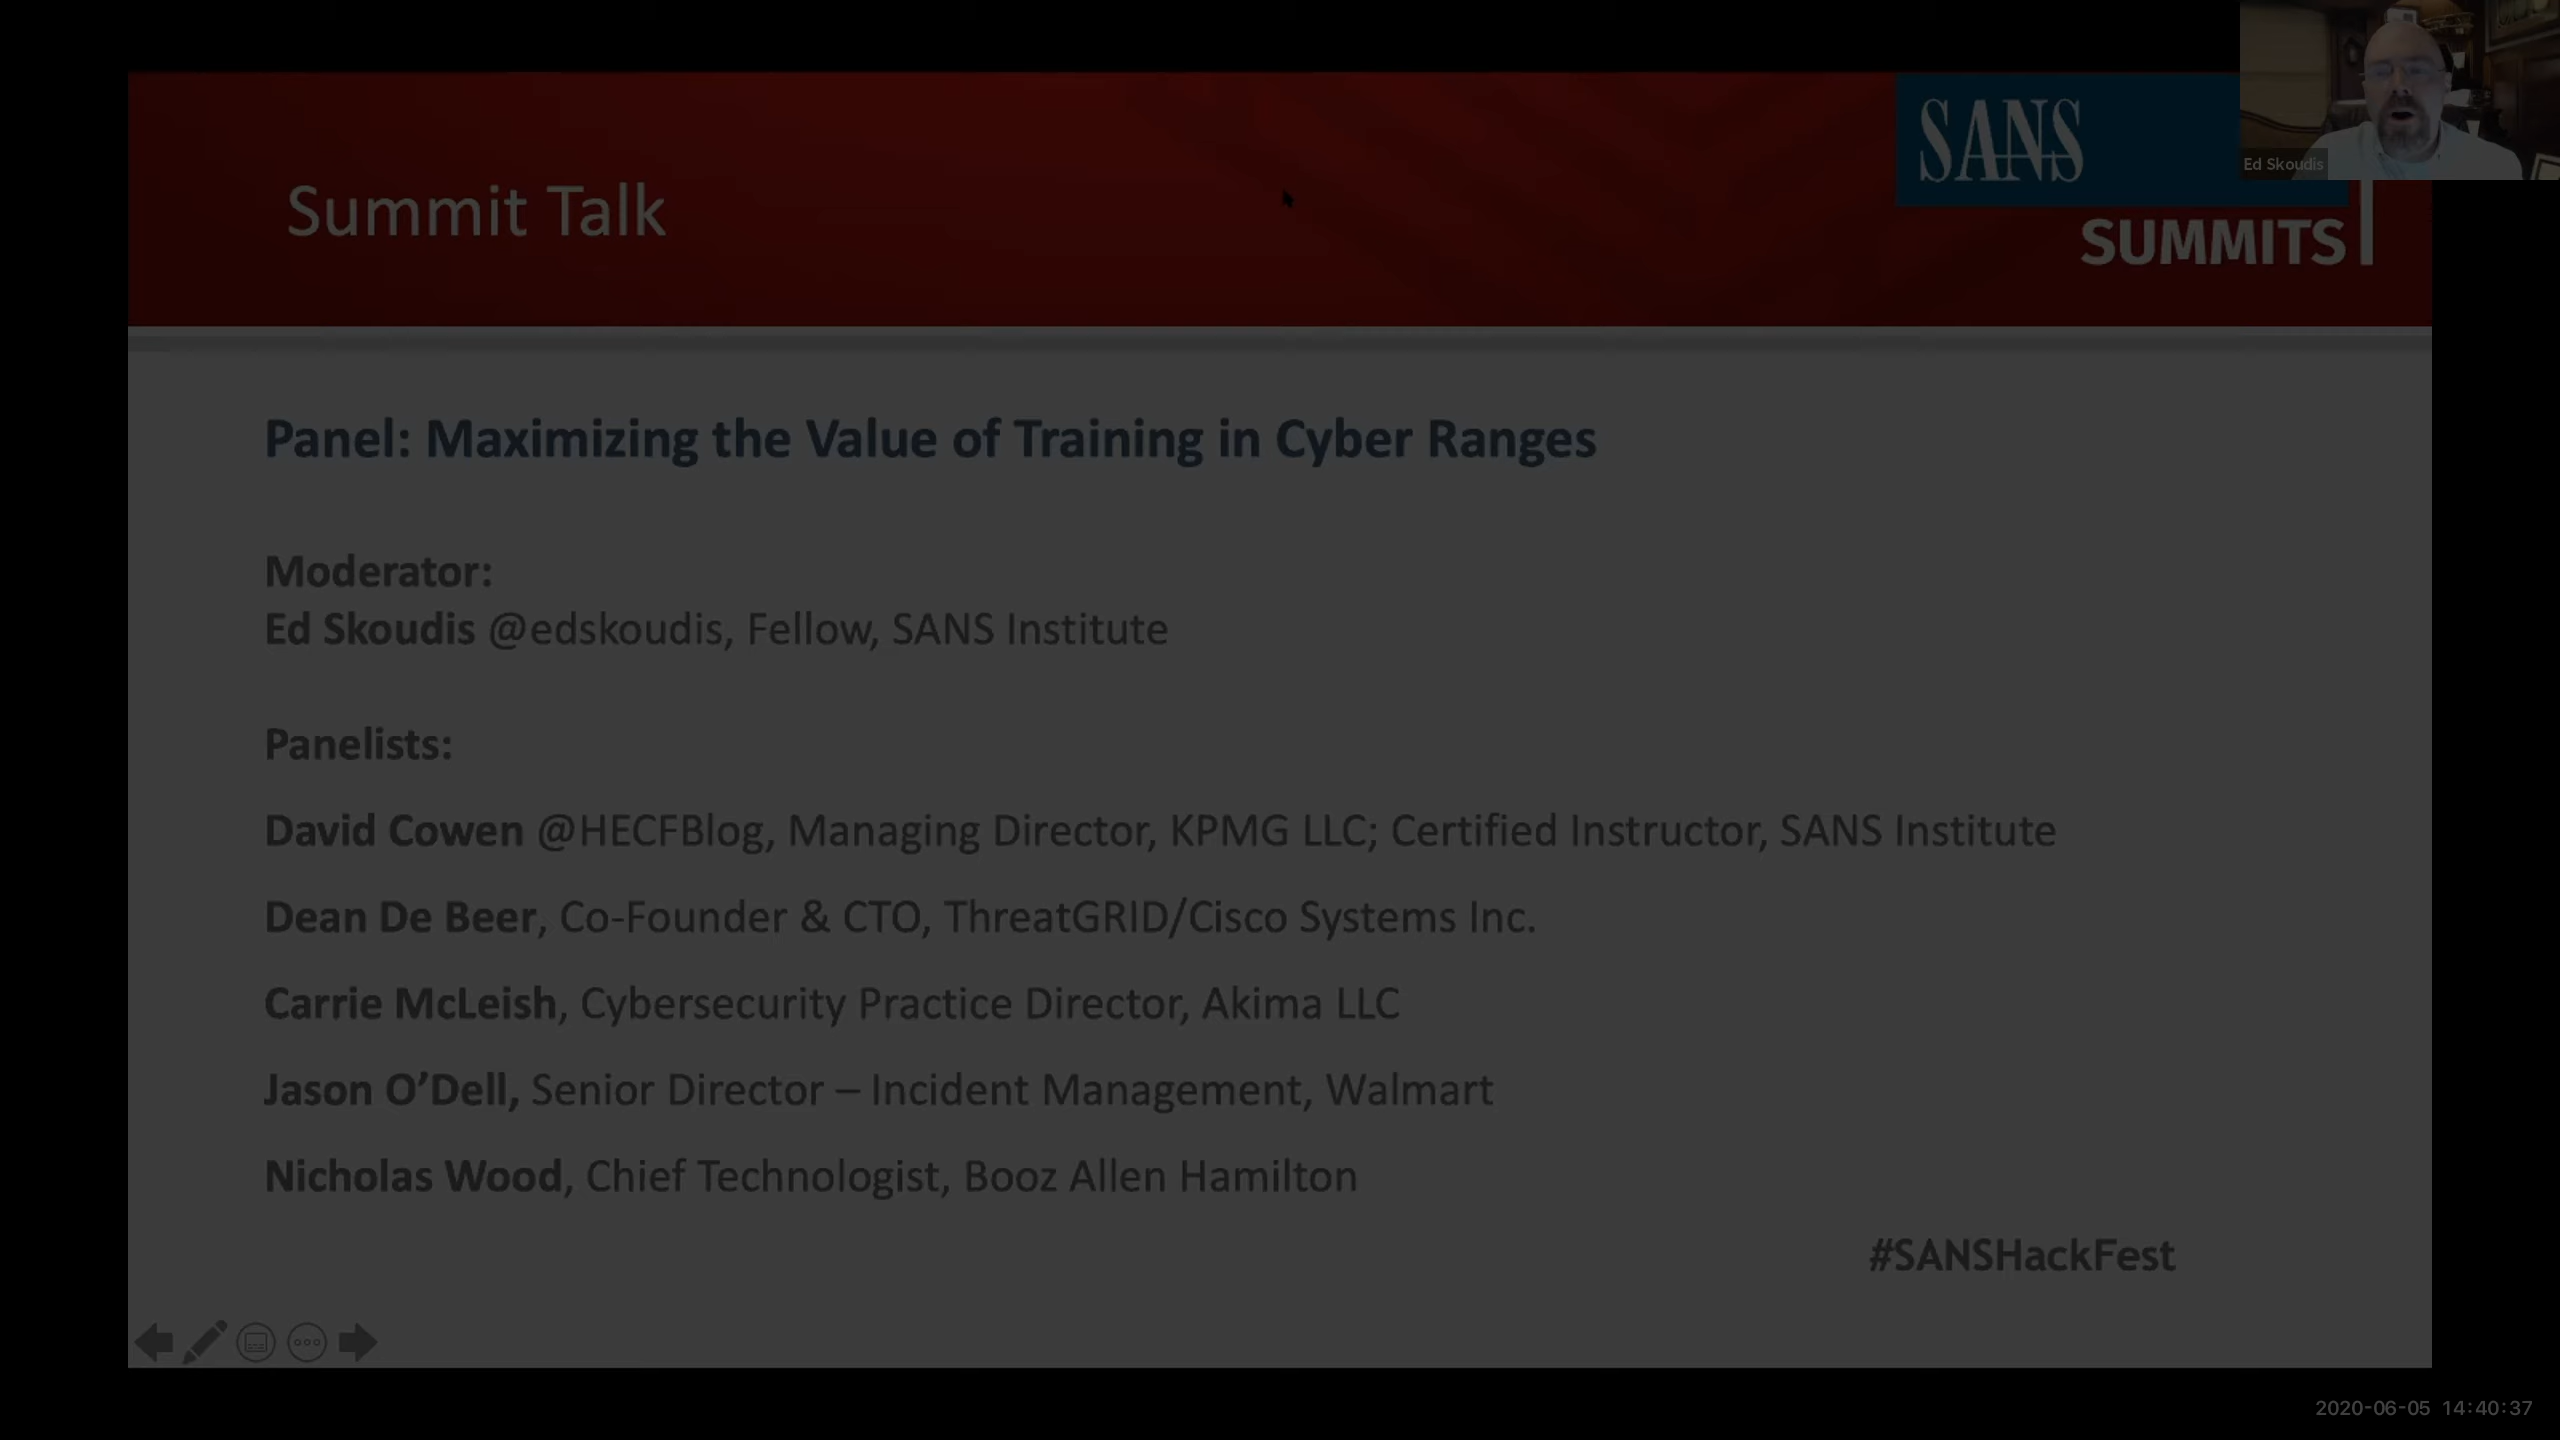 SANS
SUMMITS
Ed Skoudis
Summit Talk
Panel: Maximizing the Value of Training in Cyber Ranges
Moderator:
Ed Skoudis @edskoudis, Fellow, SANS Institute
Panelists:
David Cowen @HECFBlog, Managing Director, KPMG LLC; Certified Instructor, SANS Institute
Dean De Beer, Co-Founder & CTO, ThreatGRID/Cisco Systems Inc.
Carrie McLeish, Cybersecurity Practice Director, Akima LLC
Jason O’Dell, Senior Director – Incident Management, Walmart
Nicholas Wood, Chief Technologist, Booz Allen Hamilton
#SANSHackFest
2020-06-05 14:40:37